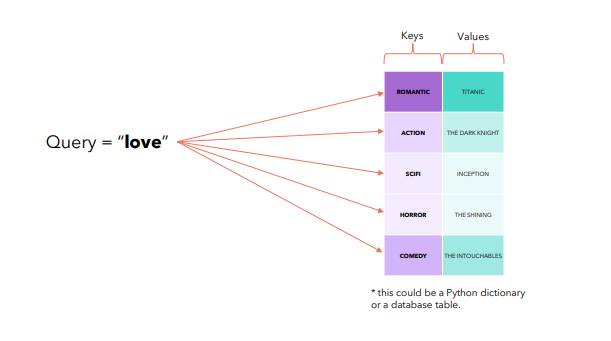 Keys Values
Query = “love”
ROMANTIC TITANIC
ACTION THE DARK KNIGHT
SCIFI INCEPTION
HORROR THE SHINING
COMEDY THE INTOUCHABLES
* this could be a Python dictionary
or a database table.